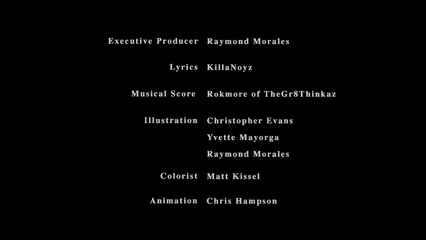 Executive Producer Raymond Morales
Lyrics KillaNoyz
Musical Score Rokmore of TheGr8Thinkaz
Illustration Christopher Evans
Yvette Mayorga
Raymond Morales
Colorist Matt Kissel
Animation Chris Hampson